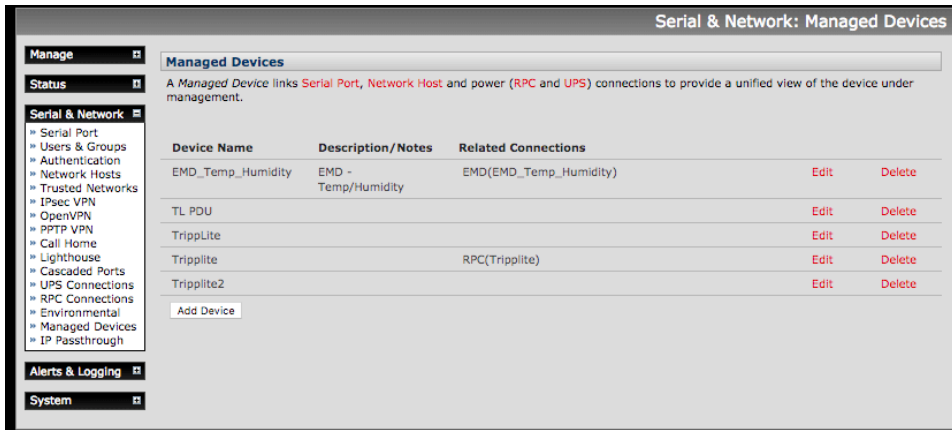 Serial & Network: Managed Devices
Manage
Status
Serial & Network
Serial Port
Users & Groups
Authentication
Network Hosts
Trusted Networks
IPsec VPN
OpenVPN
PPTP VPN
Call Home
Lighthouse
Cascaded Ports
UPS Connections
RPC Connections
Environmental
Managed Devices
IP Passthrough
Alerts & Logging
System
Managed Devices
A Managed Device links Serial Port, Network Host and power (RPC and UPS) connections to provide a unified view of the device under
management.
Device Name Description/Notes Related Connections
EMD_Temp_Humidity EMD - EMD(EMD_Temp_Humidity) Edit Delete
Temp/Humidity
TL PDU Edit Delete
TrippLite Edit Delete
Tripplite RPC(Tripplite) Edit Delete
Tripplite2 Edit Delete
Add Device